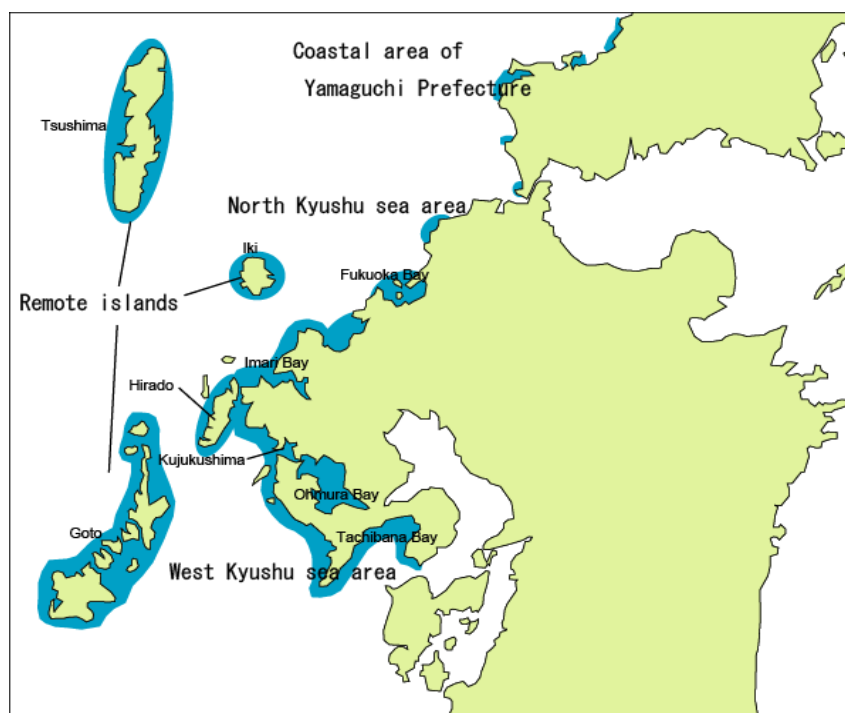 Coastal area of
Yamaguchi Prefecture
Tsushima
North Kyushu sea area
Iki
Fukuoka Bay
Remote islands
Imari Bay
Hirado
Kujukushima
Ohmura Bay
Goto
Tachibana Bay
West Kyushu sea area